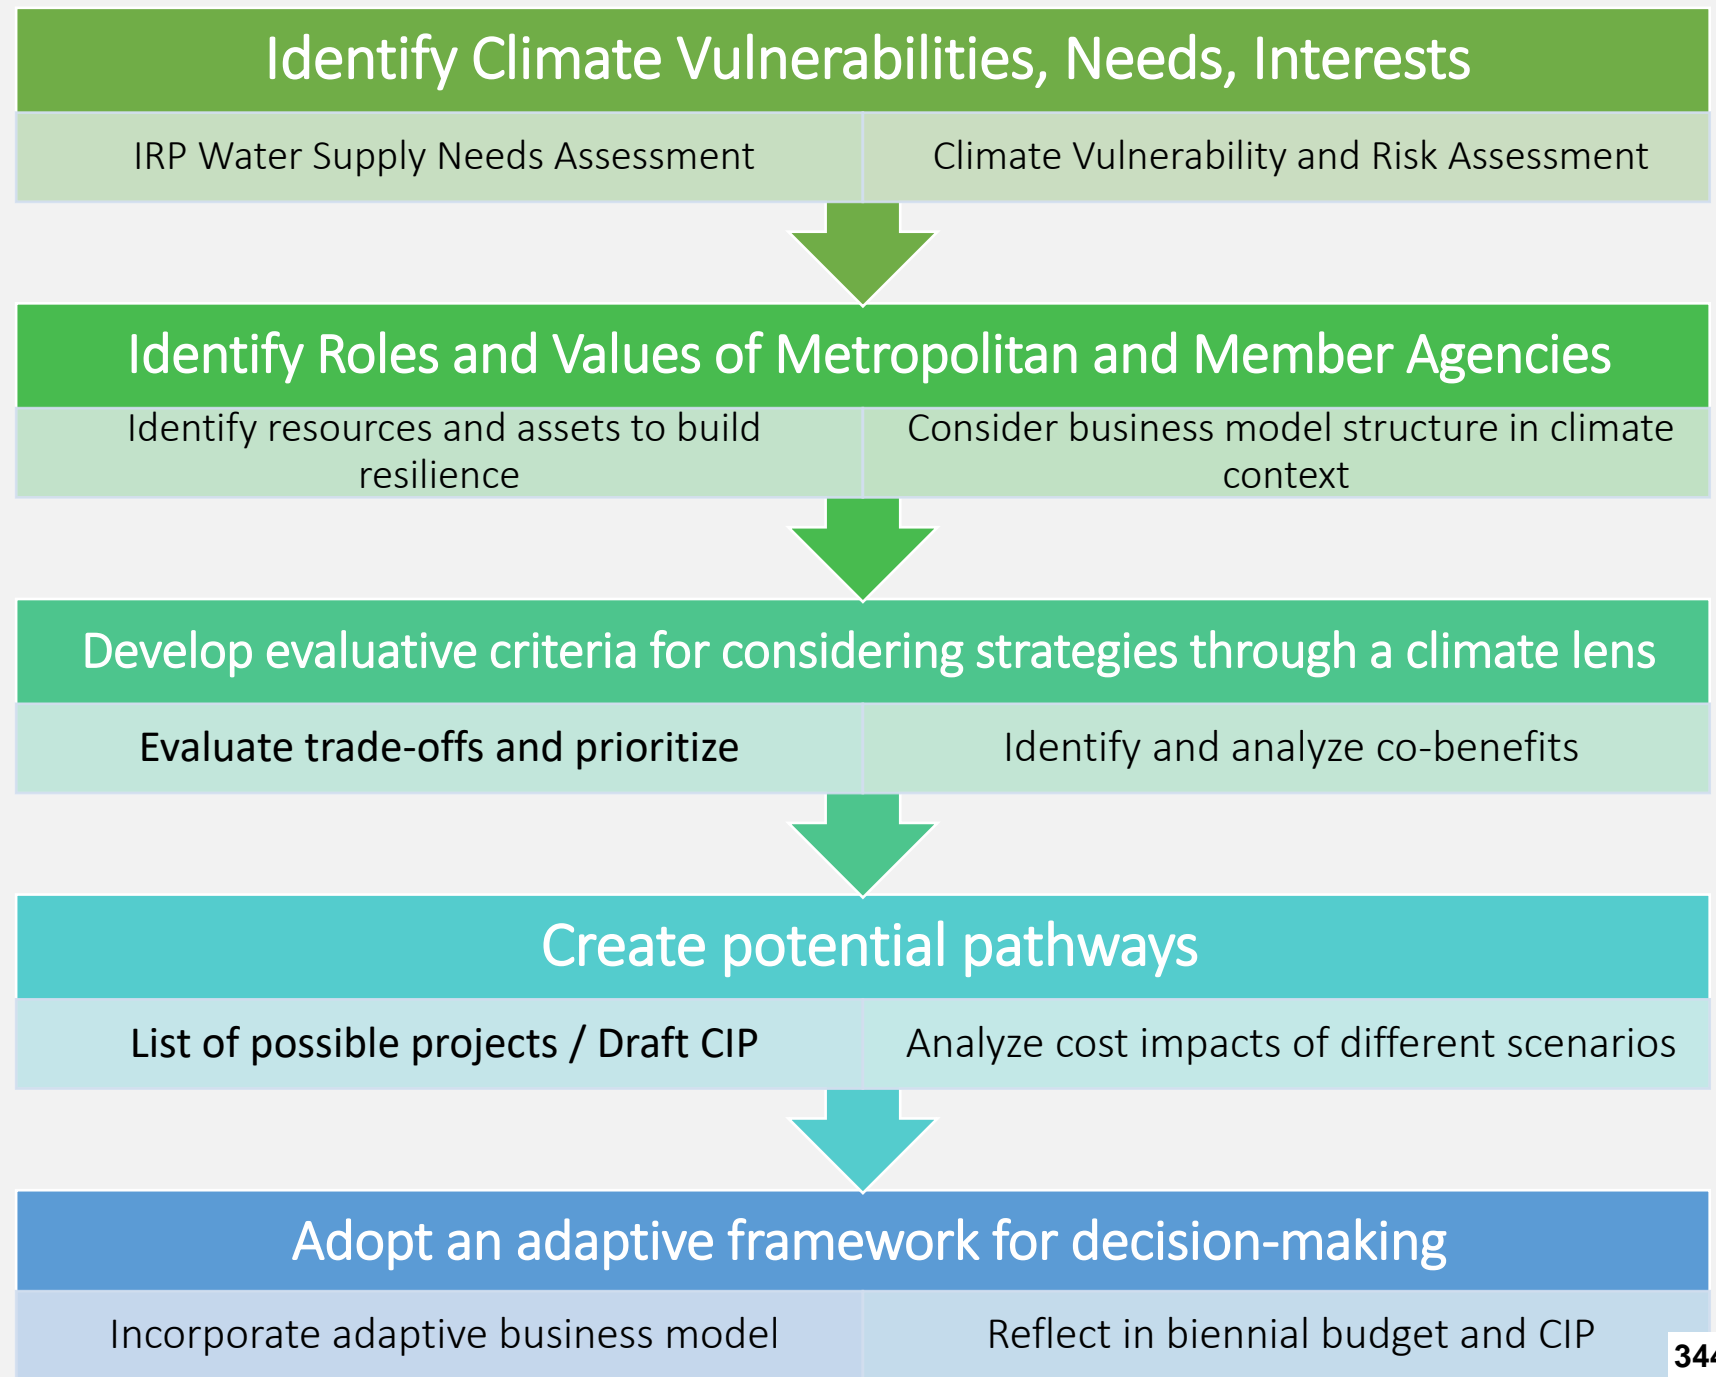 Identify Climate Vulnerabilities, Needs, Interests
IRP Water Supply Needs Assessment
Climate Vulnerability and Risk Assessment
Identify Roles and Values of Metropolitan and Member Agencies
Identify resources and assets to build
resilience
Consider business model structure in climate
context
Develop evaluative criteria for considering strategies through a climate lens
Evaluate trade-offs and prioritize
Identify and analyze co-benefits
Create potential pathways
List of possible projects / Draft CIP
Analyze cost impacts of different scenarios
Adopt an adaptive framework for decision-making
Incorporate adaptive business model
Reflect in biennial budget and CIP
344